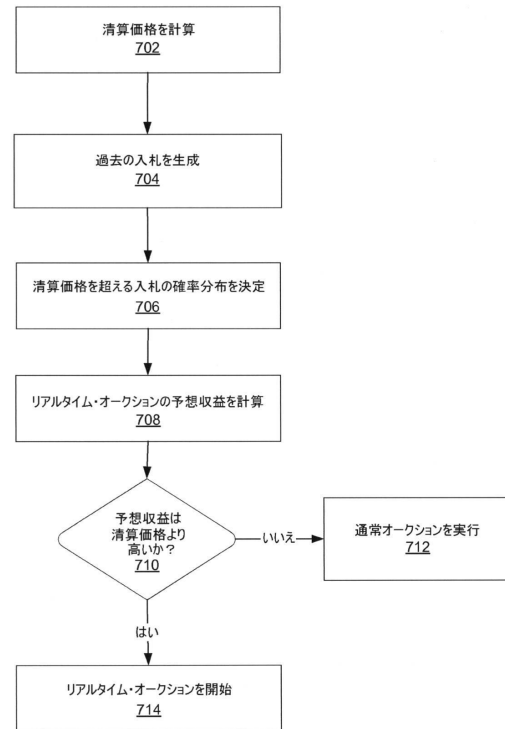 清算価格を計算
702
過去の入札を生成
704
清算価格を超える入札の確率分布を決定
706
リアルタイム・オークションの予想収益を計算
708
予想収益は
清算価格より
高いか?
710
いいえ
通常オークションを実行
712
はい
リアルタイム・オークションを開始
714